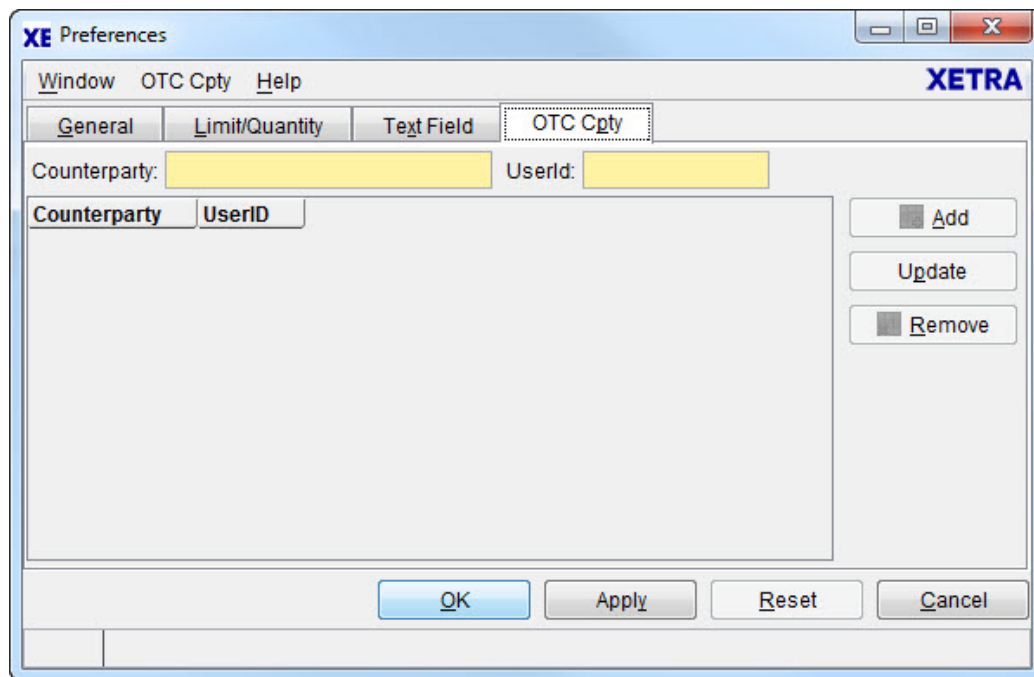 XE Preferences
Window OTC Cpty Help XETRA
General Limit/Quantity Text Field OTC Cpty
Counterparty: UserId:
Counterparty UserID
Add
Update
Remove
OK Apply Reset Cancel